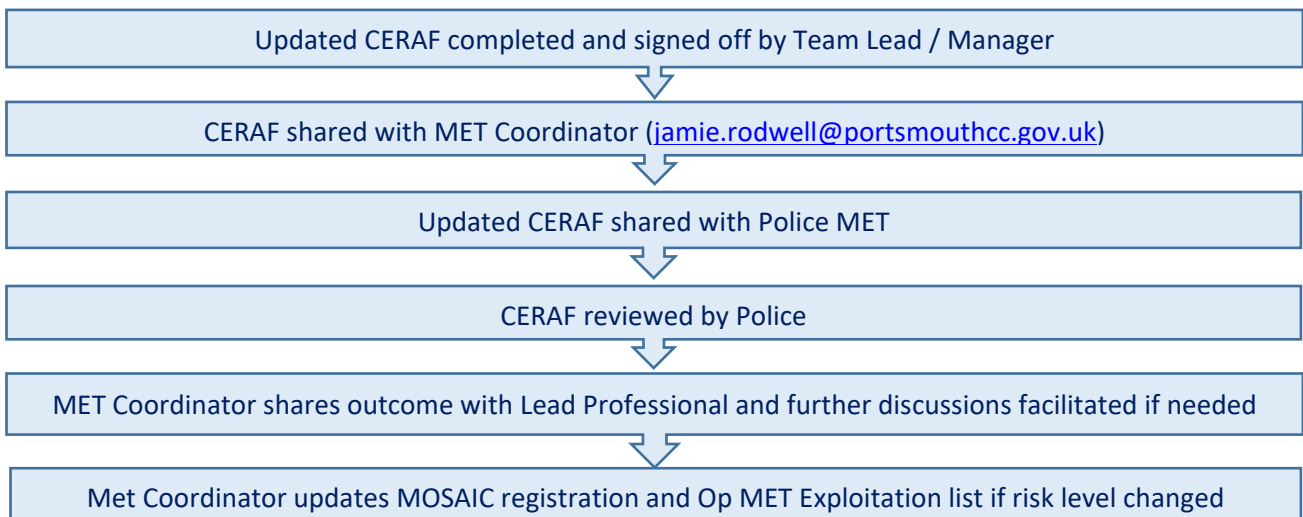 Updated CERAF completed and signed off by Team Lead / Manager
CERAF shared with MET Coordinator (jamie.rodwell@portsmouthcc.gov.uk)
Updated CERAF shared with Police MET
CERAF reviewed by Police
MET Coordinator shares outcome with Lead Professional and further discussions facilitated if needed
Met Coordinator updates MOSAIC registration and Op MET Exploitation list if risk level changed